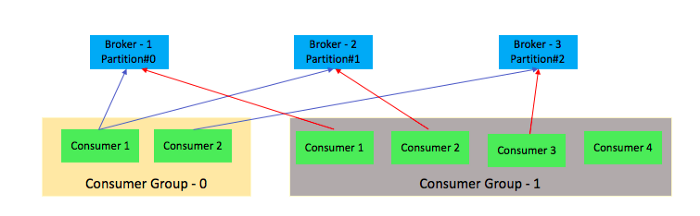 Broker - 1
Partition#0
Broker - 2
Partition#1
Broker - 3
Partition#2
Consumer 1
Consumer 2
Consumer Group - 0
Consumer 1
Consumer 2
Consumer 3
Consumer 4
Consumer Group - 1